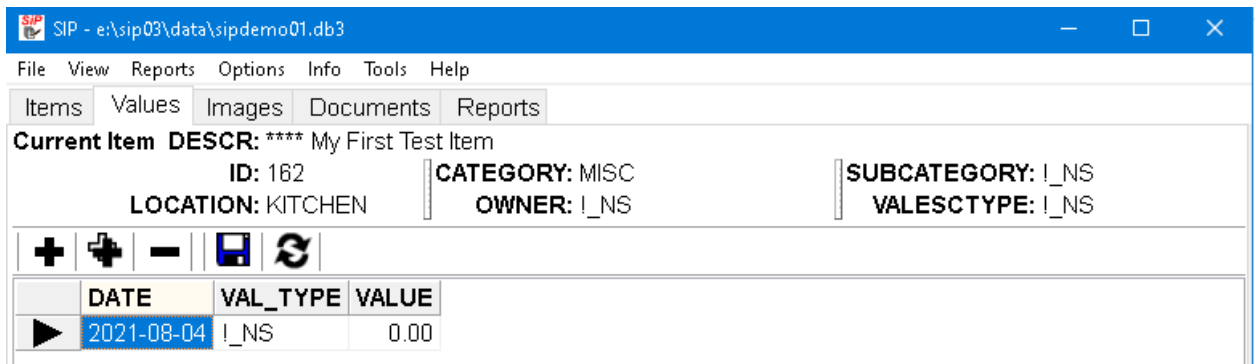 SIP SIP - e:\sip03\data\sipdemo01.db3
File View Reports Options Info Tools Help
Items Values Images Documents Reports
Current Item DESCR: **** My First Test Item
ID: 162 CATEGORY: MISC SUBCATEGORY: !_NS
LOCATION: KITCHEN OWNER: !_NS VALESCTYPE: !_NS
DATE VAL_TYPE VALUE
2021-08-04 !_NS 0.00